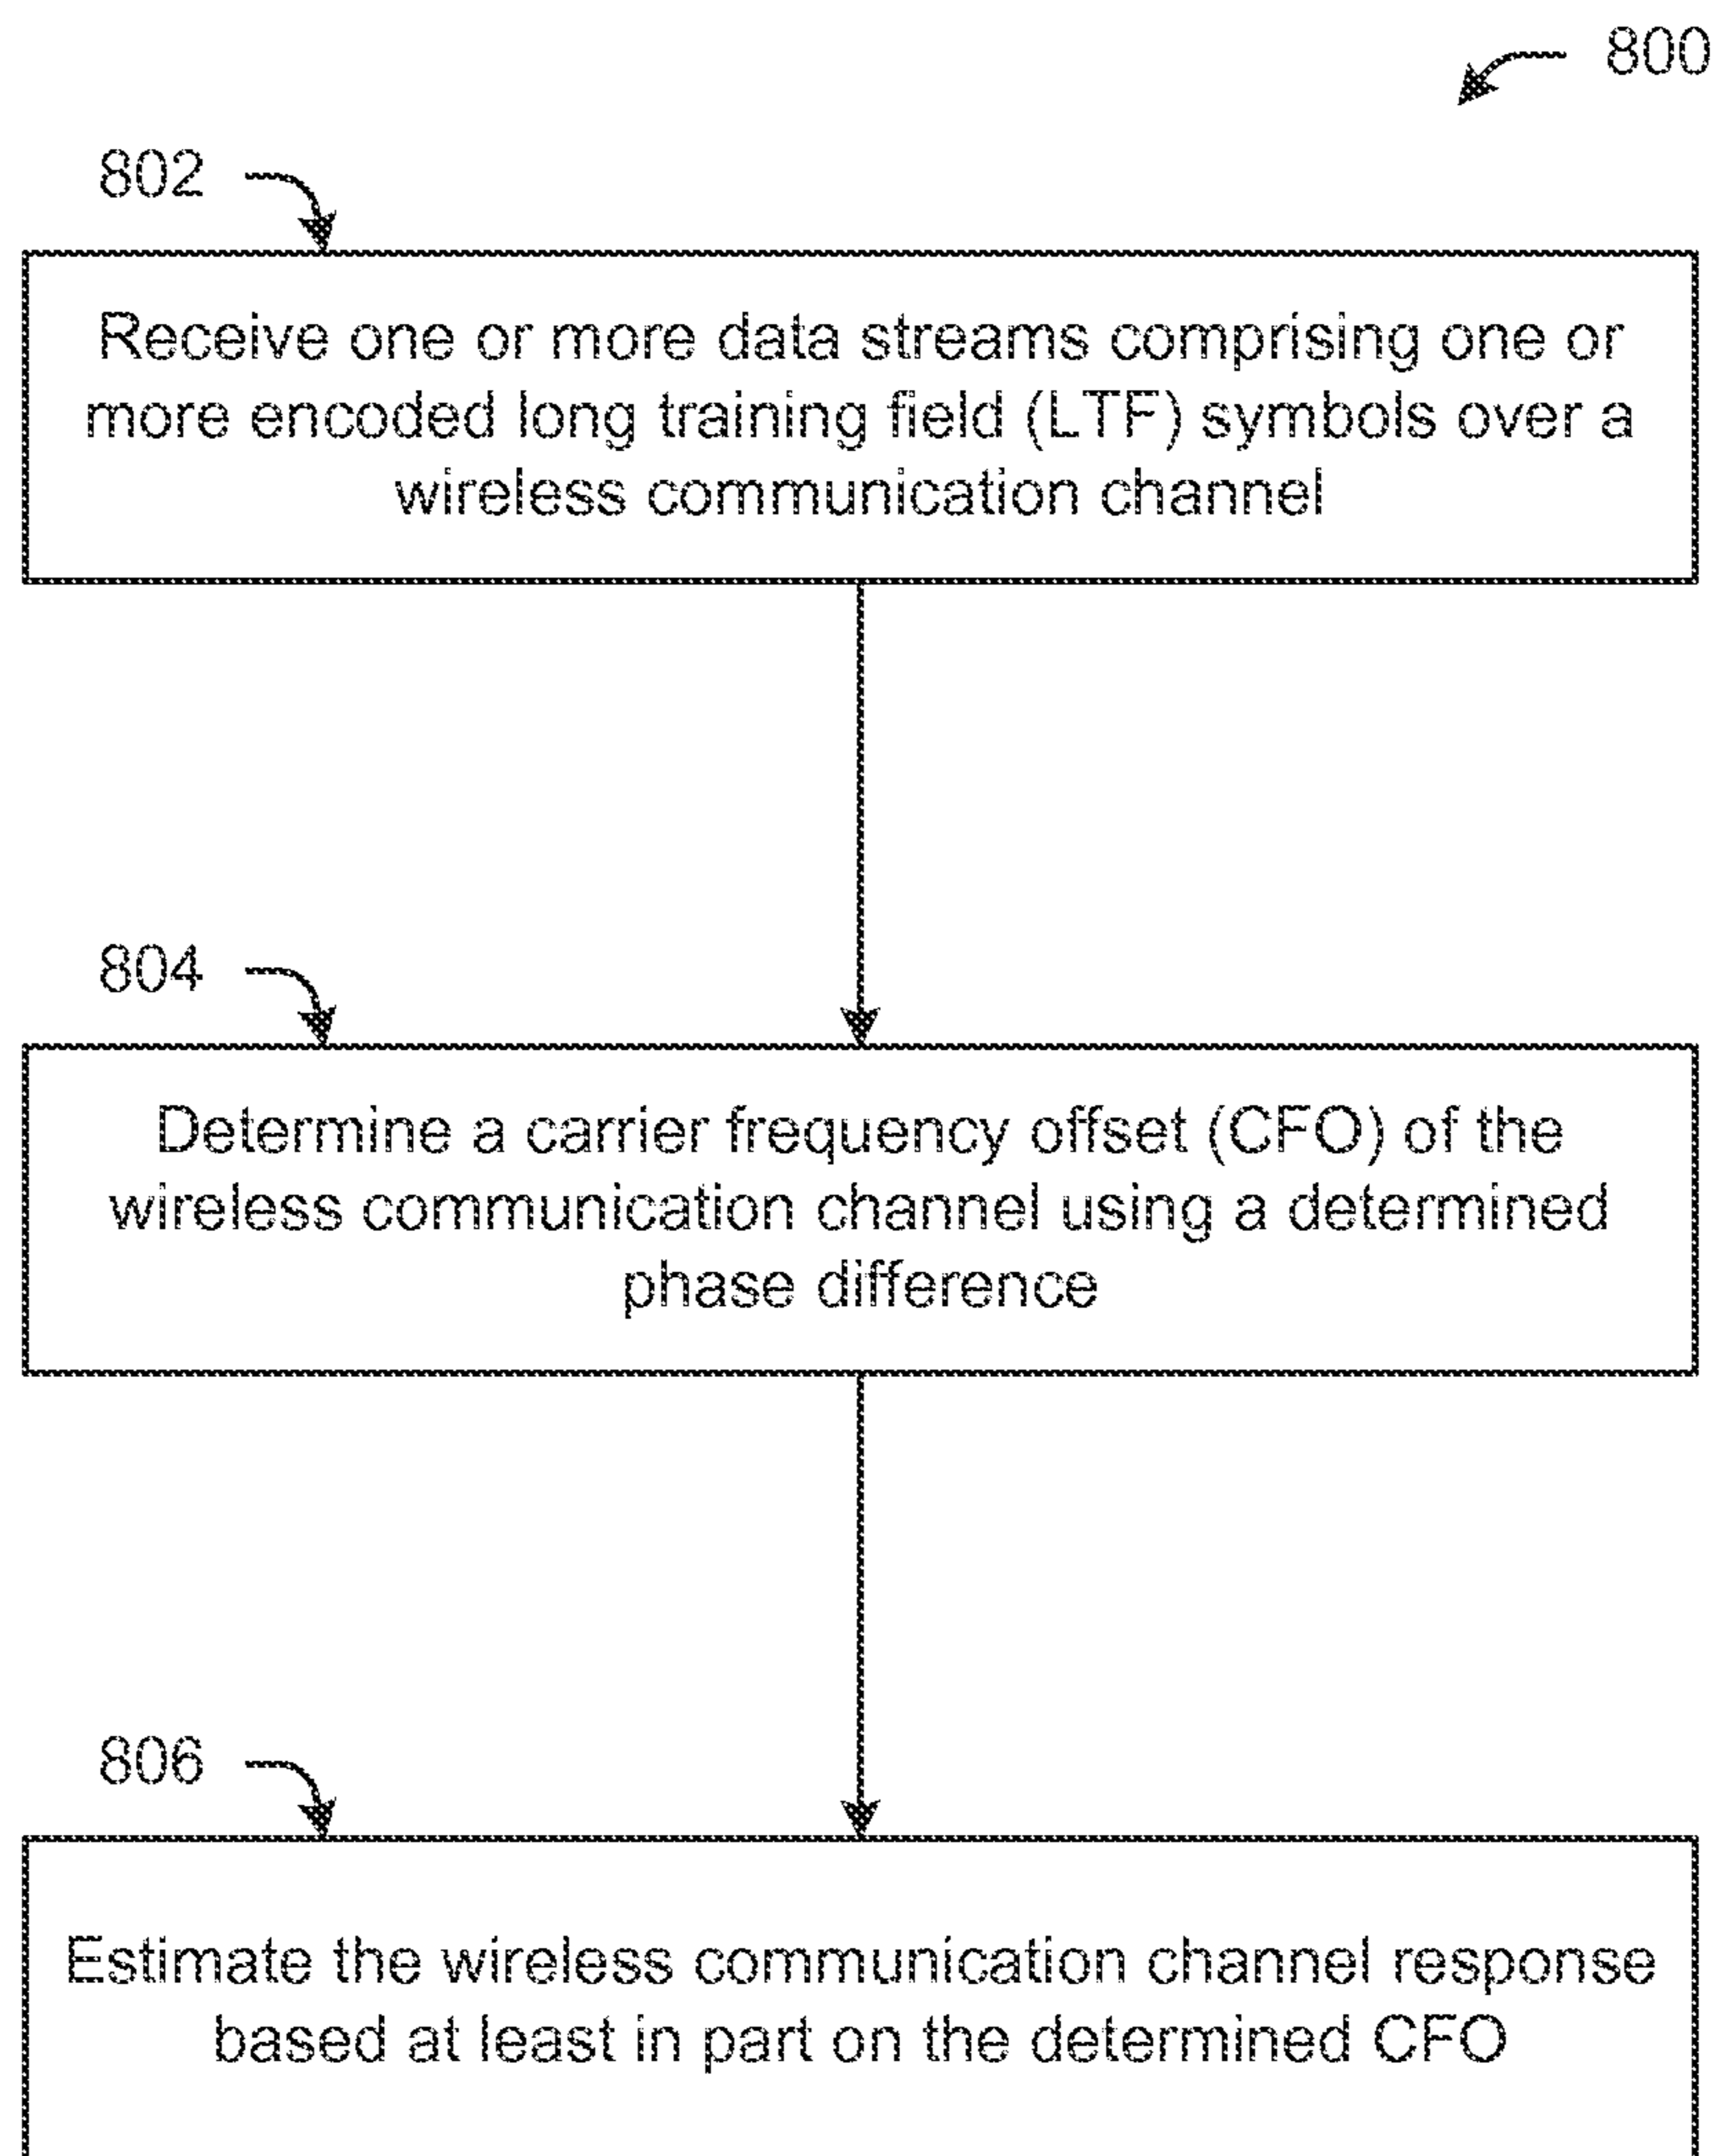 800
802
Receive one or more data streams comprising one or
more encoded long training field (LTF) symbols over a
wireless communication channel
804
Determine a carrier frequency offset (CFO) of the
wireless communication channel using a determined
phase difference
806
Estimate the wireless communication channel response
based at least in part on the determined CFO